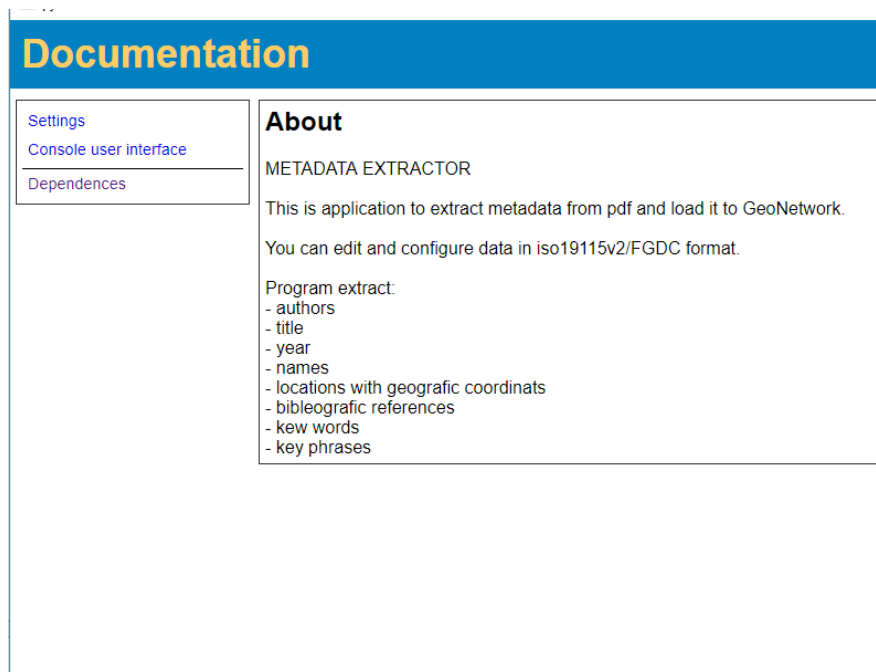 Documentation
Settings
Console user interface
Dependences
About
METADATA EXTRACTOR
This is application to extract metadata from pdf and load it to GeoNetwork.
You can edit and configure data in iso19115v2/FGDC format.
Program extract:
- authors
- title
- year
- names
- locations with geografic coordinats
- bibleografic references
- kew words
- key phrases